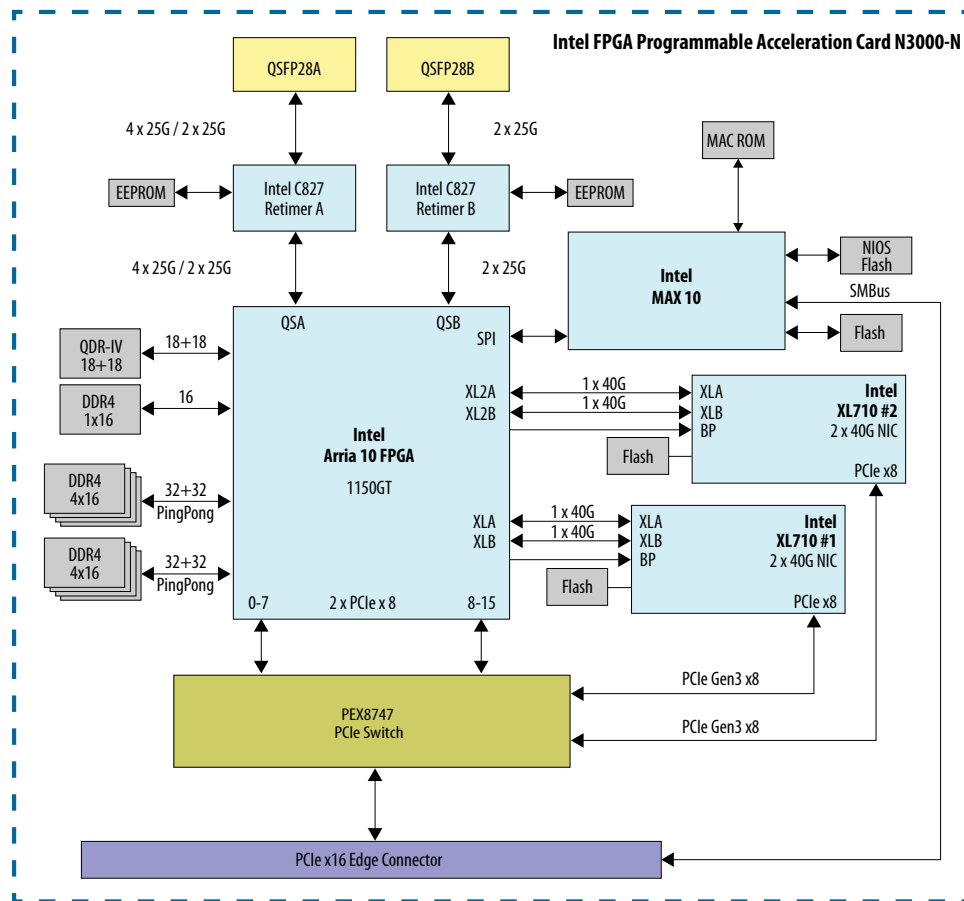 Intel FPGA Programmable Acceleration Card N3000-N
QSFP28A
QSFP28B
4 x 25G / 2 x 25G
2 x 25G
MAC ROM
EEPROM
Intel C827
Retimer A
Intel C827
Retimer B
EEPROM
4 x 25G / 2 x 25G
2 x 25G
Intel
MAX 10
NIOS
Flash
SMBus
Flash
QSA
QSB
SPI
QDR-IV
18+18
18+18
DDR4
1x16
16
XL2A
XL2B
1 x 40G
1 x 40G
XLA
XLB
BP
Intel
XL710 #2
2 x 40G NIC
PCIe x8
Flash
Intel
Arria 10 FPGA
1150GT
DDR4
4x16
32+32
PingPong
DDR4
4x16
32+32
PingPong
XLA
XLB
1 x 40G
1 x 40G
XLA
XLB
BP
Intel
XL710 #1
2 x 40G NIC
PCIe x8
Flash
0-7
2 x PCIe x 8
8-15
PCIe Gen3 x8
PCIe Gen3 x8
PEX8747
PCIe Switch
PCIe x16 Edge Connector